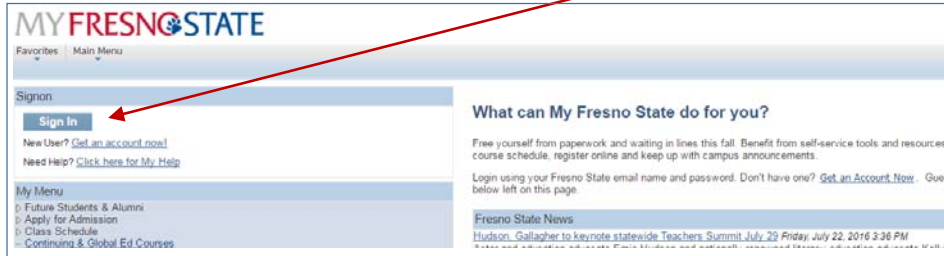 MY FRESNO STATE
Favorites Main Menu
Signon
Sign In
New User? Get an account now!
Need Help? Click here for My Help
My Menu
Future Students & Alumni
Apply for Admission
Class Schedule
Continuing & Global Ed Courses
What can My Fresno State do for you?
Free yourself from paperwork and waiting in lines this fall. Benefit from self-service tools and resources
course schedule, register online and keep up with campus announcements.
Login using your Fresno State email name and password. Don't have one? Get an Account Now. Gue
below left on this page.
Fresno State News
Hudson, Gallagher to keynote statewide Teachers Summit July 29 Friday, July 22, 2016 3:36 PM